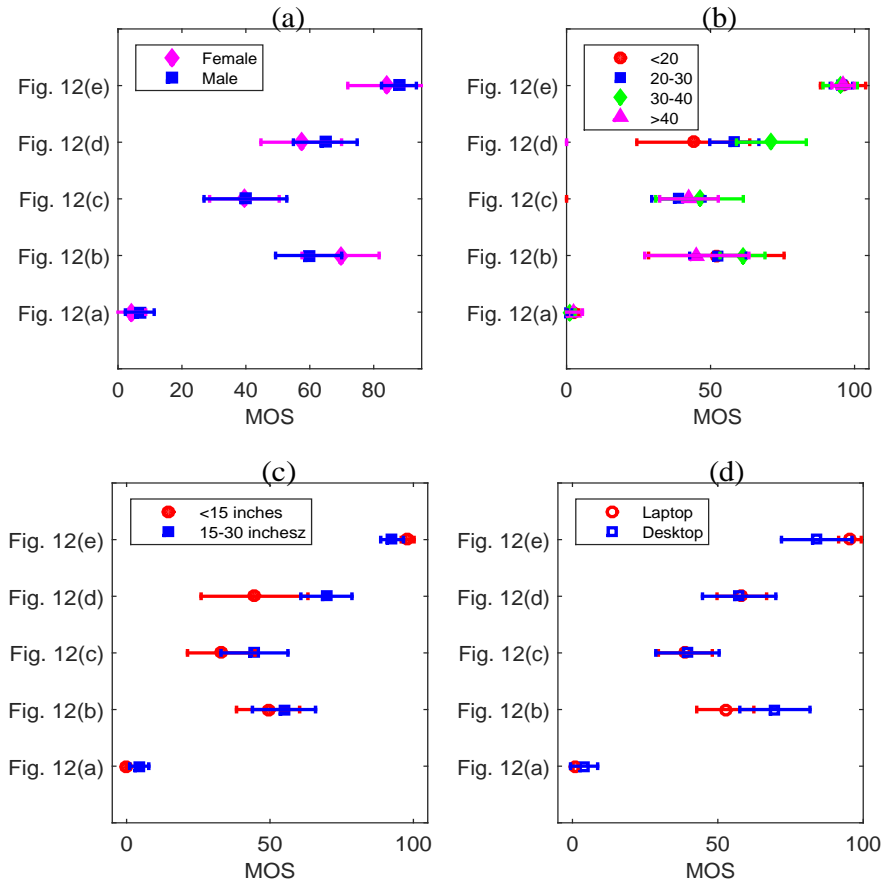 (a)
Female
Male
Fig. 12(e)
Fig. 12(d)
Fig. 12(c)
Fig. 12(b)
Fig. 12(a)
0 20 40 60 80
MOS
(b)
<20
20-30
30-40
>40
Fig. 12(e)
Fig. 12(d)
Fig. 12(c)
Fig. 12(b)
Fig. 12(a)
0 50 100
MOS
(c)
<15 inches
15-30 inchesz
Fig. 12(e)
Fig. 12(d)
Fig. 12(c)
Fig. 12(b)
Fig. 12(a)
0 50 100
MOS
(d)
Laptop
Desktop
Fig. 12(e)
Fig. 12(d)
Fig. 12(c)
Fig. 12(b)
Fig. 12(a)
0 50 100
MOS